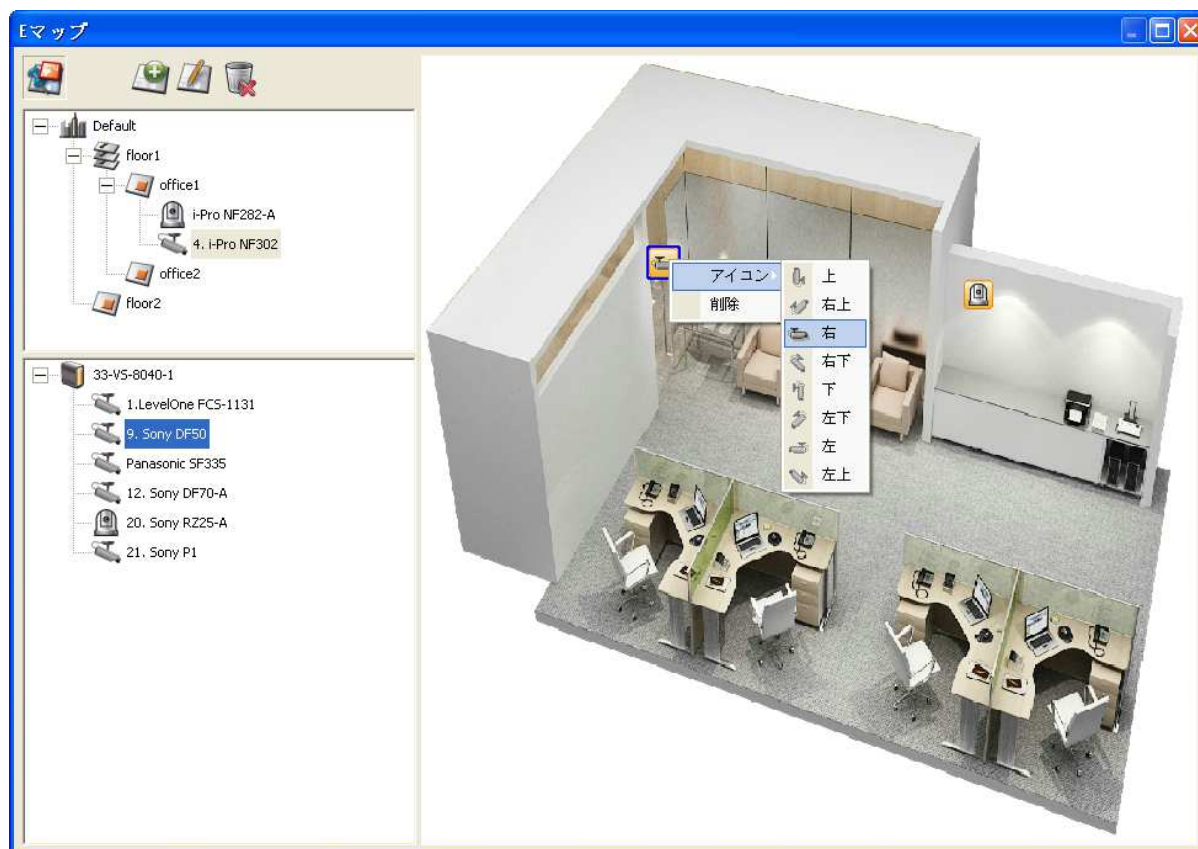 Eマップ
Default
floor1
office1
i-Pro NF282-A
4. i-Pro NF302
office2
floor2
33-VS-8040-1
1.LevelOne FCS-1131
9. Sony DF50
Panasonic SF335
12. Sony DF70-A
20. Sony RZ25-A
21. Sony P1
アイコン
削除
上
右上
右
右下
下
左下
左
左上